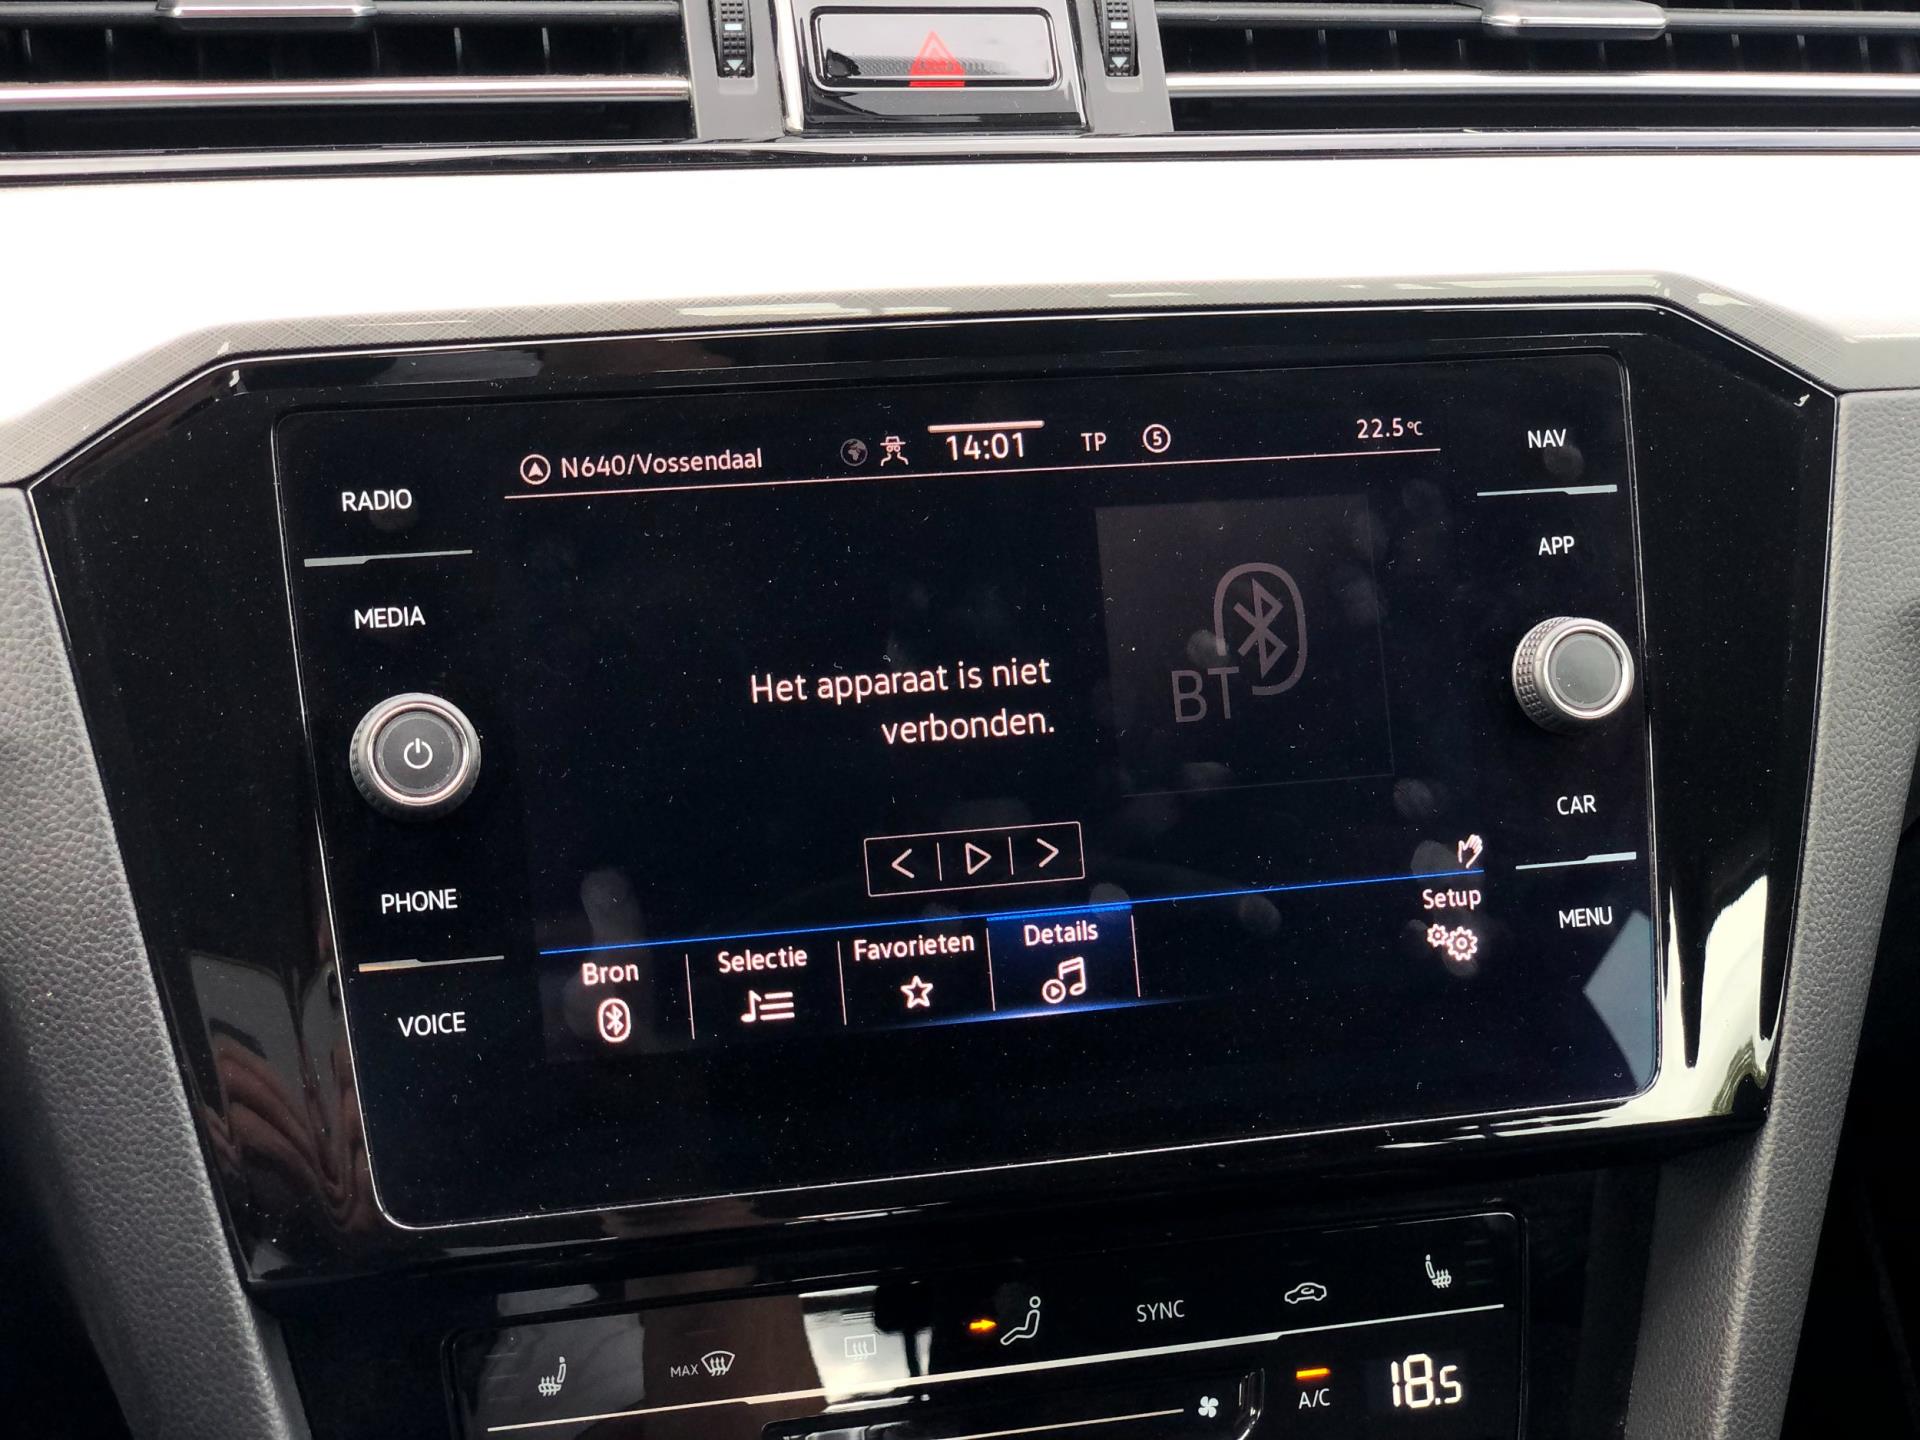 N640/Vossendaal 14:01 TP 5 22.5°C
RADIO
MEDIA
PHONE
VOICE
NAV
APP
CAR
MENU
Het apparaat is niet
verbonden.
BT
Bron
Selectie
Favorieten
Details
Setup
MAX
SYNC
A/C
18.5